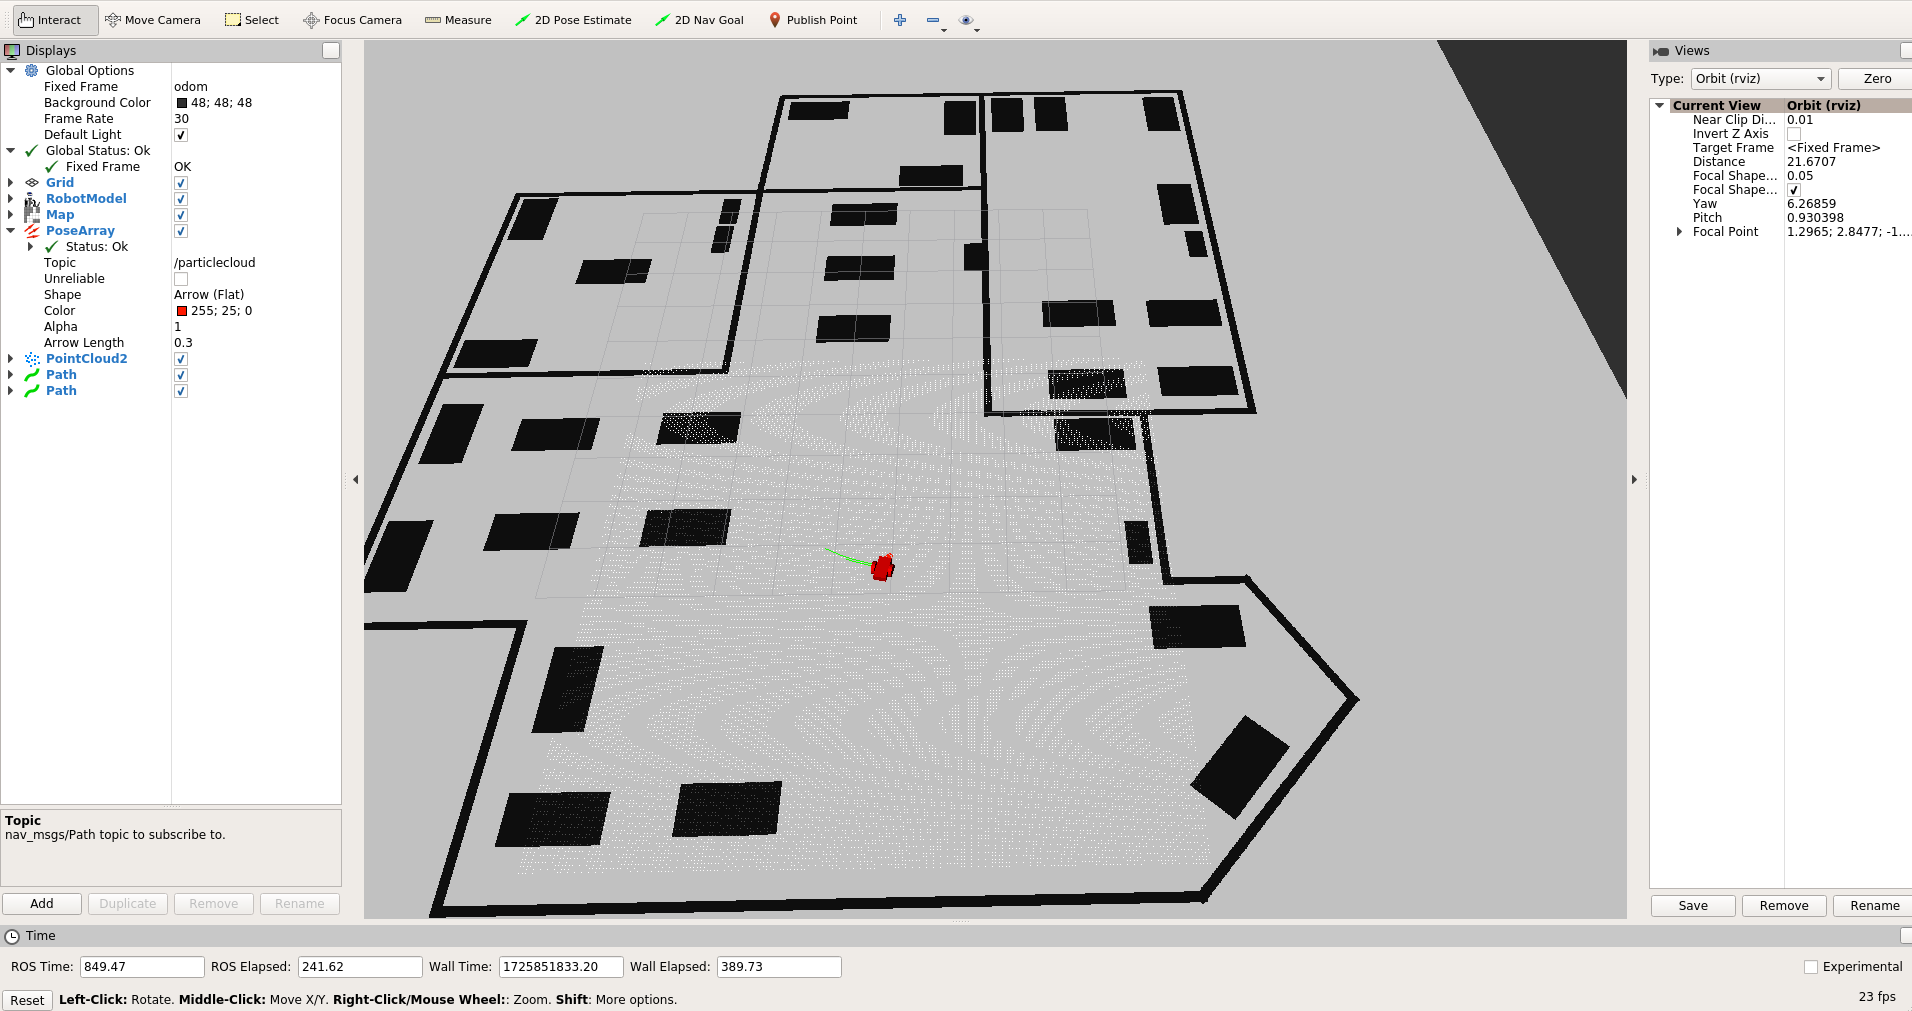 Interact Move Camera Select Focus Camera Measure 2D Pose Estimate 2D Nav Goal Publish Point
Displays
Global Options
Fixed Frame odom
Background Color 48; 48; 48
Frame Rate 30
Default Light
Global Status: Ok
Fixed Frame OK
Grid
RobotModel
Map
PoseArray
Status: Ok
Topic /particlecloud
Unreliable
Shape Arrow (Flat)
Color 255; 25; 0
Alpha 1
Arrow Length 0.3
PointCloud2
Path
Path
Topic
nav_msgs/Path topic to subscribe to.
Add Duplicate Remove Rename
Views
Type: Orbit (rviz) Zero
Current View Orbit (rviz)
Near Clip Di... 0.01
Invert Z Axis
Target Frame <Fixed Frame>
Distance 21.6707
Focal Shape... 0.05
Focal Shape...
Yaw 6.26859
Pitch 0.930398
Focal Point 1.2965; 2.8477; -1....
Save Remove Rename
Time
ROS Time: 849.47 ROS Elapsed: 241.62 Wall Time: 1725851833.20 Wall Elapsed: 389.73 Experimental
Reset Left-Click: Rotate. Middle-Click: Move X/Y. Right-Click/Mouse Wheel:: Zoom. Shift: More options. 23 fps